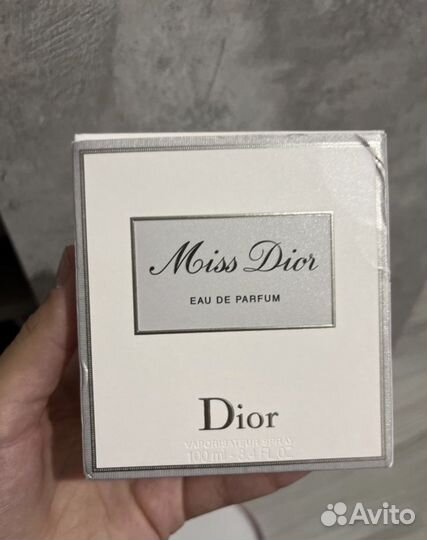 Miss Dior
EAU DE PARFUM
Dior
VAPORISATEUR SPRAY
100 ml - 3.4 FL.OZ
Avito